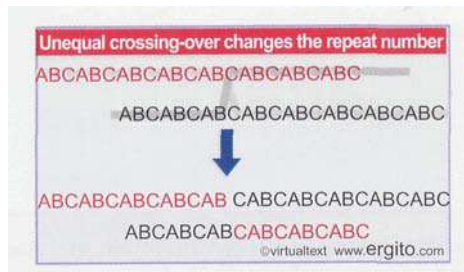 Unequal crossing-over changes the repeat number
ABCABCABCABCABCABCABCABC
ABCABCABCABCABCABCABCABC
ABCABCABCABCAB CABCABCABCABCABC
ABCABCABCABCABCABC
©virtualtext www.ergito.com